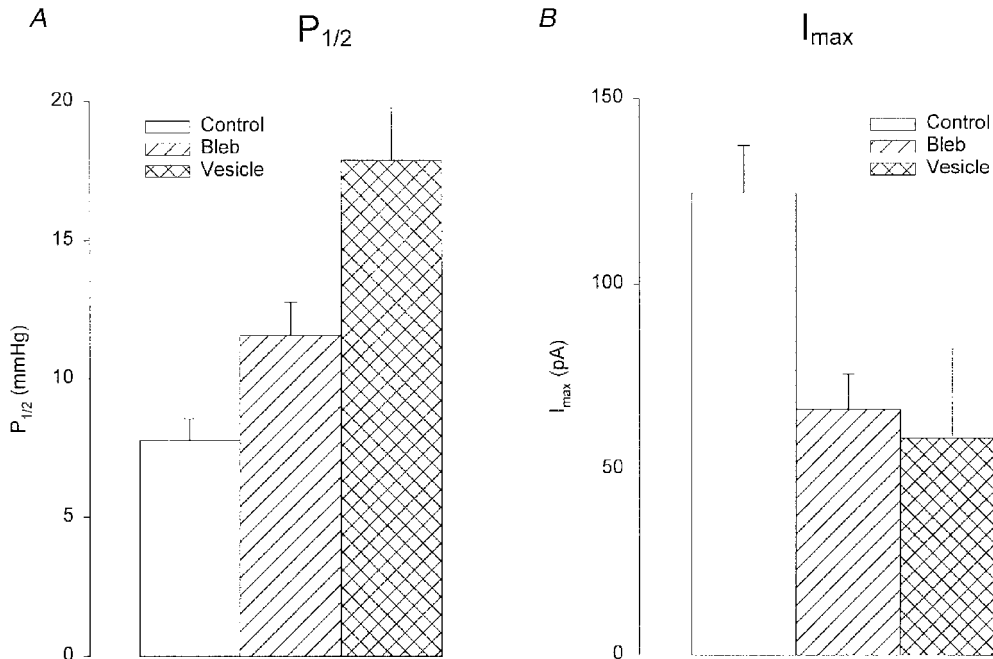 A
P1/2
20
15
10
5
0
P1/2 (mmHg)
Control
Bleb
Vesicle
B
Imax
150
100
50
0
Imax (pA)
Control
Bleb
Vesicle